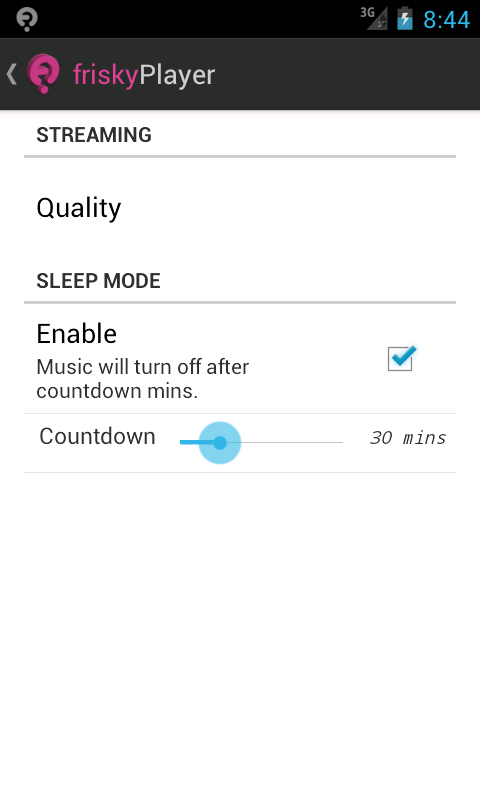 3G
8:44
friskyPlayer
STREAMING
Quality
SLEEP MODE
Enable
Music will turn off after
countdown mins.
Countdown
30 mins